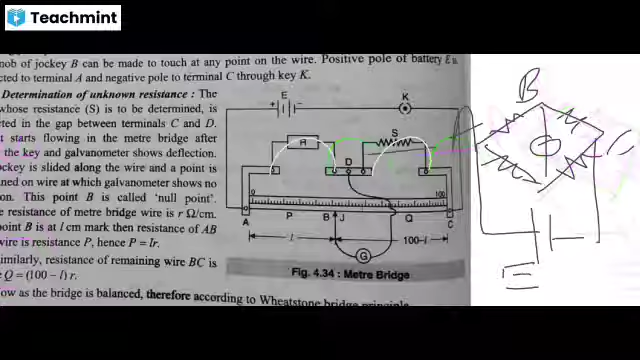 Teachmint
nob of jockey B can be made to touch at any point on the wire. Positive pole of battery E is
cted to terminal A and negative pole to terminal C through key K.
Determination of unknown resistance : The
whose resistance (S) is to be determined, is
cted in the gap between terminals C and D.
t starts flowing in the metre bridge after
the key and galvanometer shows deflection.
ockey is slided along the wire and a point is
ned on wire at which galvanometer shows no
on. This point B is called 'null point'.
e resistance of metre bridge wire is r Ω/cm.
point B is at l cm mark then resistance of AB
wire is resistance P, hence P = lr.
imilarly, resistance of remaining wire BC is
Q = (100 – l) r.
ow as the bridge is balanced, therefore according to Wheatstone bridge principle
E
K
+
R
S
D
0
100
A
P
B
J
Q
C
l
100-l
G
Fig. 4.34 : Metre Bridge
B
C
E